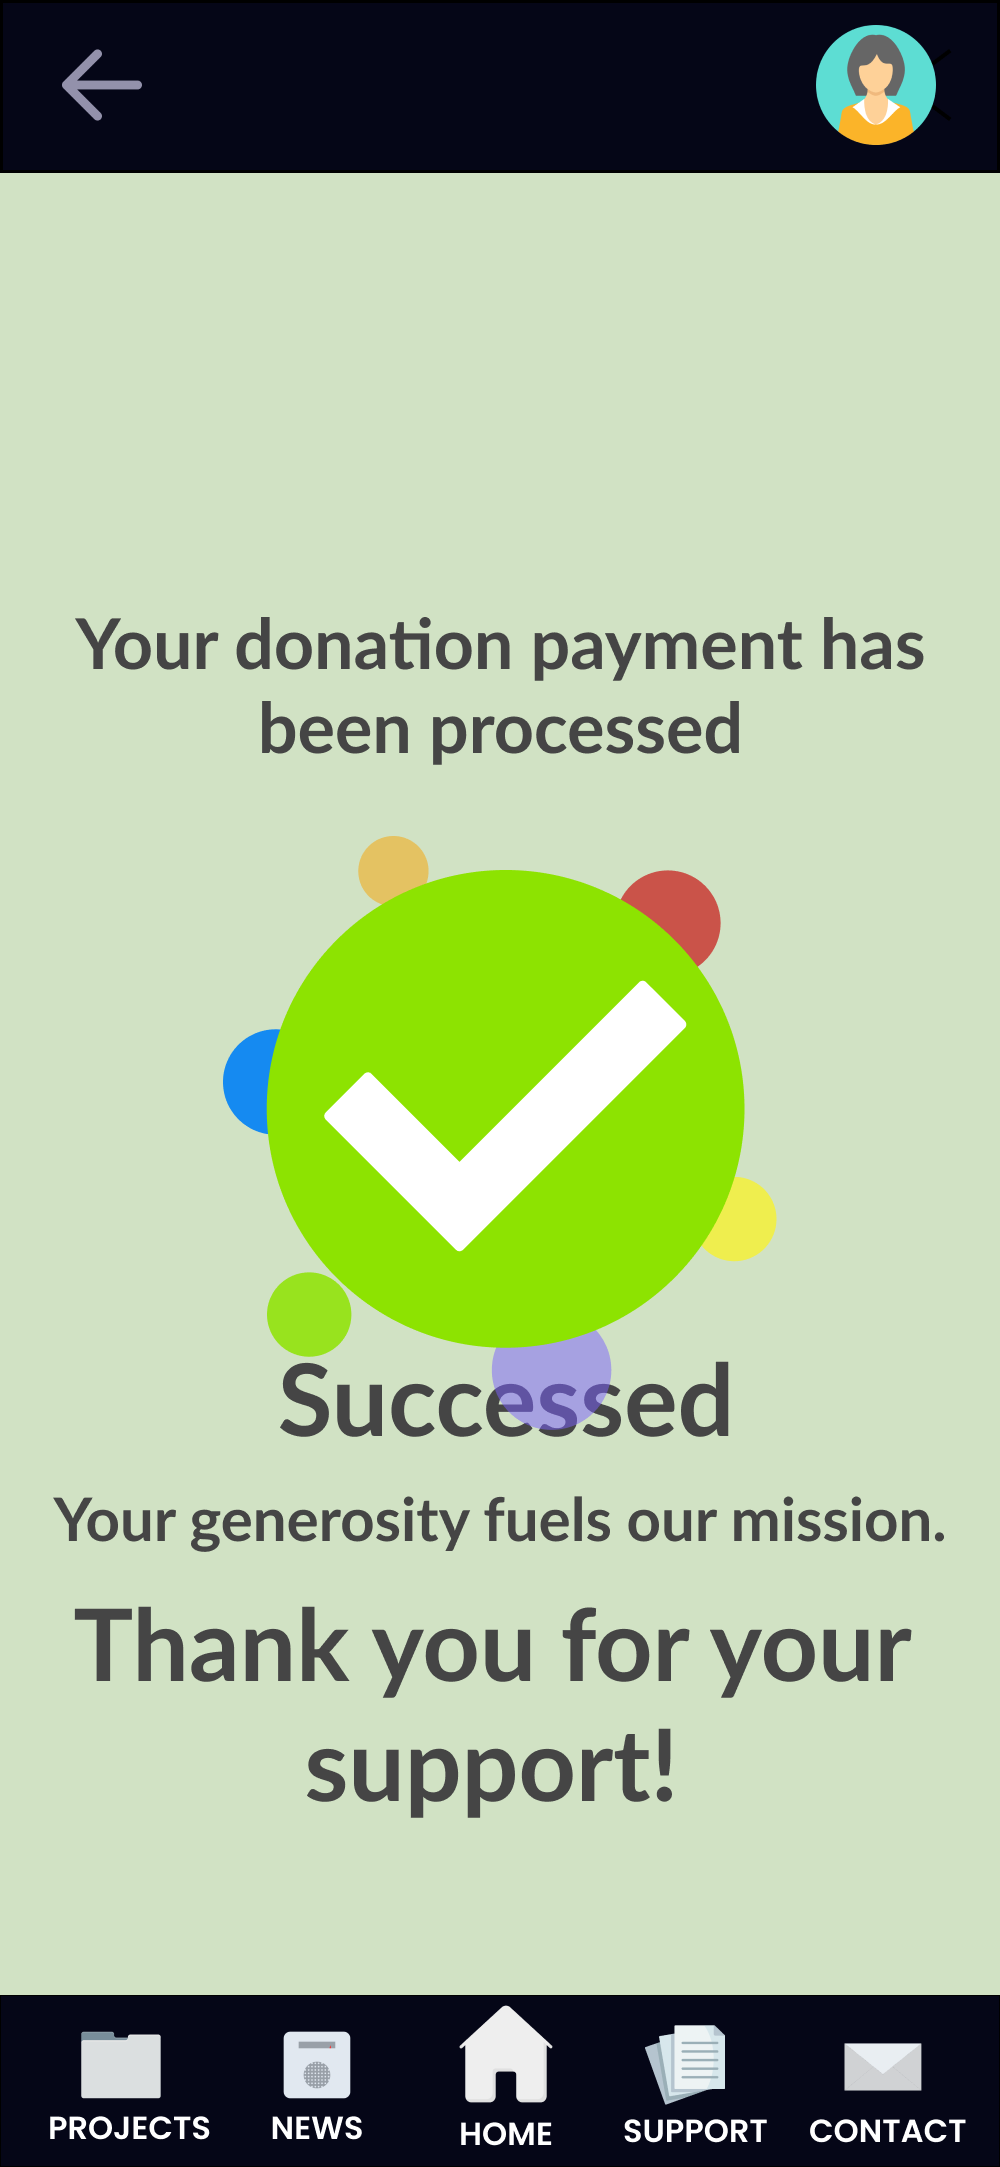 Your donation payment has
been processed
Successed
Your generosity fuels our mission.
Thank you for your
support!
PROJECTS
NEWS
HOME
SUPPORT
CONTACT